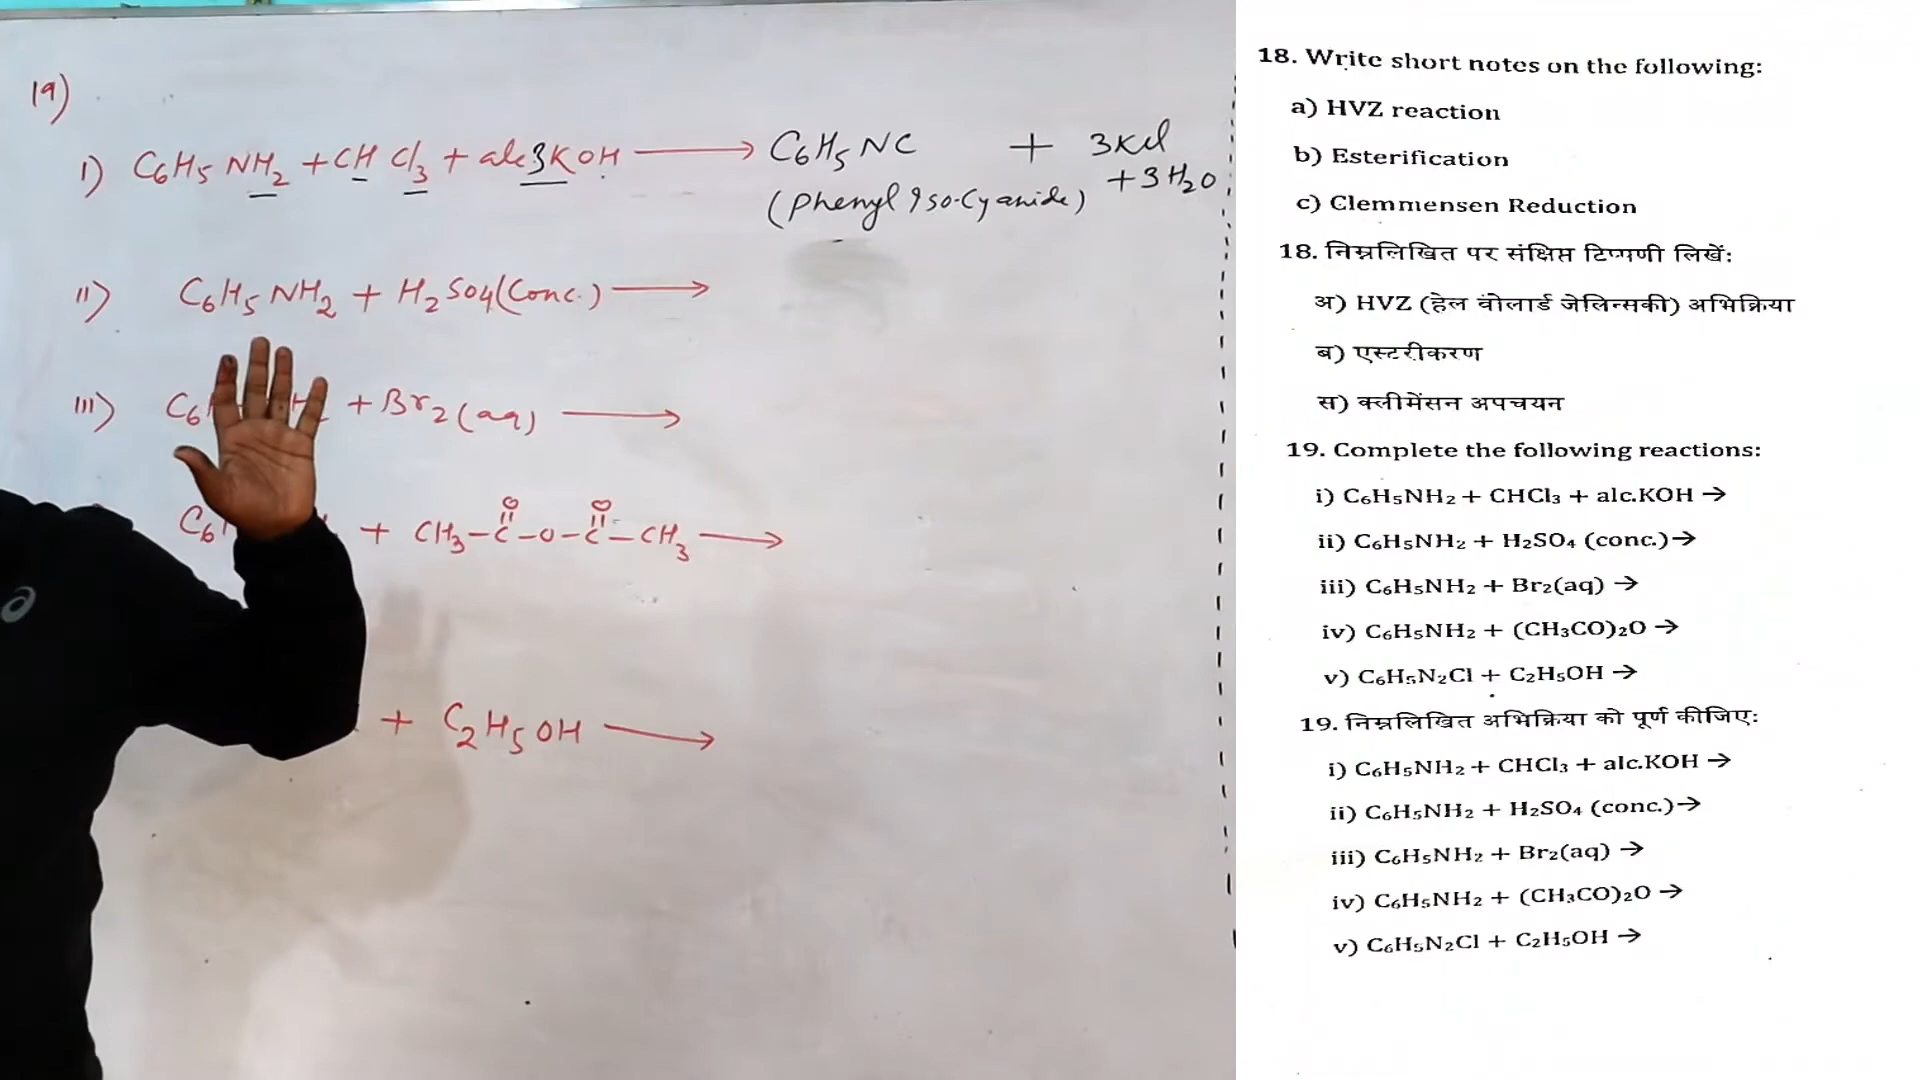 19)
i) C₆H₅NH₂ + CHCl₃ + alc 3KOH ⟶ C₆H₅NC + 3KCl
(Phenyl Iso-Cyanide) + 3H₂O
ii) C₆H₅NH₂ + H₂SO₄(Conc.) ⟶
iii) C₆ + Br₂(aq) ⟶
O O
C₆ + CH₃-C-O-C-CH₃ ⟶
+ C₂H₅OH ⟶
18. Write short notes on the following:
a) HVZ reaction
b) Esterification
c) Clemmensen Reduction
18. निम्नलिखित पर संक्षिप्त टिप्पणी लिखें:
अ) HVZ (हेल वोलार्ड जेलिन्सकी) अभिक्रिया
ब) एस्टरीकरण
स) क्लीमेंसन अपचयन
19. Complete the following reactions:
i) C₆H₅NH₂ + CHCl₃ + alc.KOH →
ii) C₆H₅NH₂ + H₂SO₄ (conc.)→
iii) C₆H₅NH₂ + Br₂(aq) →
iv) C₆H₅NH₂ + (CH₃CO)₂O →
v) C₆H₅N₂Cl + C₂H₅OH →
19. निम्नलिखित अभिक्रिया को पूर्ण कीजिए:
i) C₆H₅NH₂ + CHCl₃ + alc.KOH →
ii) C₆H₅NH₂ + H₂SO₄ (conc.)→
iii) C₆H₅NH₂ + Br₂(aq) →
iv) C₆H₅NH₂ + (CH₃CO)₂O →
v) C₆H₅N₂Cl + C₂H₅OH →